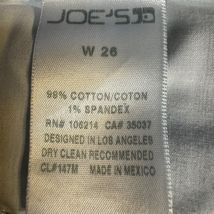 JOE'S JD
W 26
99% COTTON/COTON
1% SPANDEX
RN# 106214 CA# 35037
DESIGNED IN LOS ANGELES
DRY CLEAN RECOMMENDED
CL#147M MADE IN MEXICO